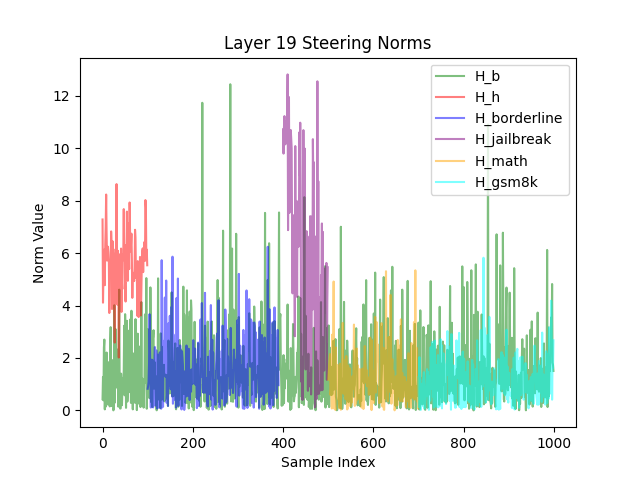 Layer 19 Steering Norms
Norm Value
12
10
8
6
4
2
0
H_b
H_h
H_borderline
H_jailbreak
H_math
H_gsm8k
0 200 400 600 800 1000
Sample Index